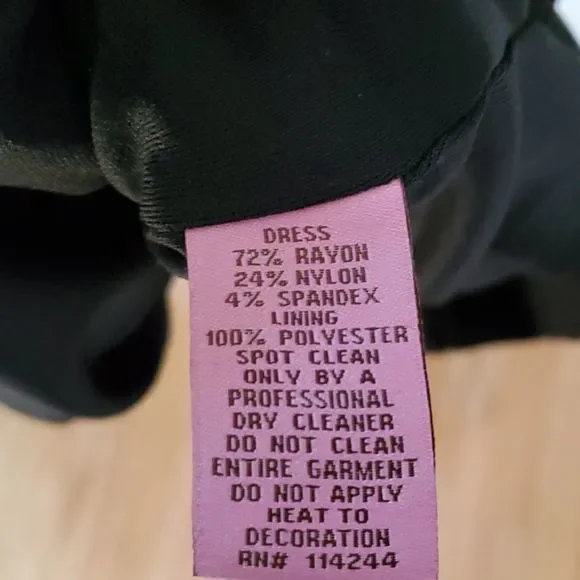 DRESS
72% RAYON
24% NYLON
4% SPANDEX
LINING
100% POLYESTER
SPOT CLEAN
ONLY BY A
PROFESSIONAL
DRY CLEANER
DO NOT CLEAN
ENTIRE GARMENT
DO NOT APPLY
HEAT TO
DECORATION
RN# 114244